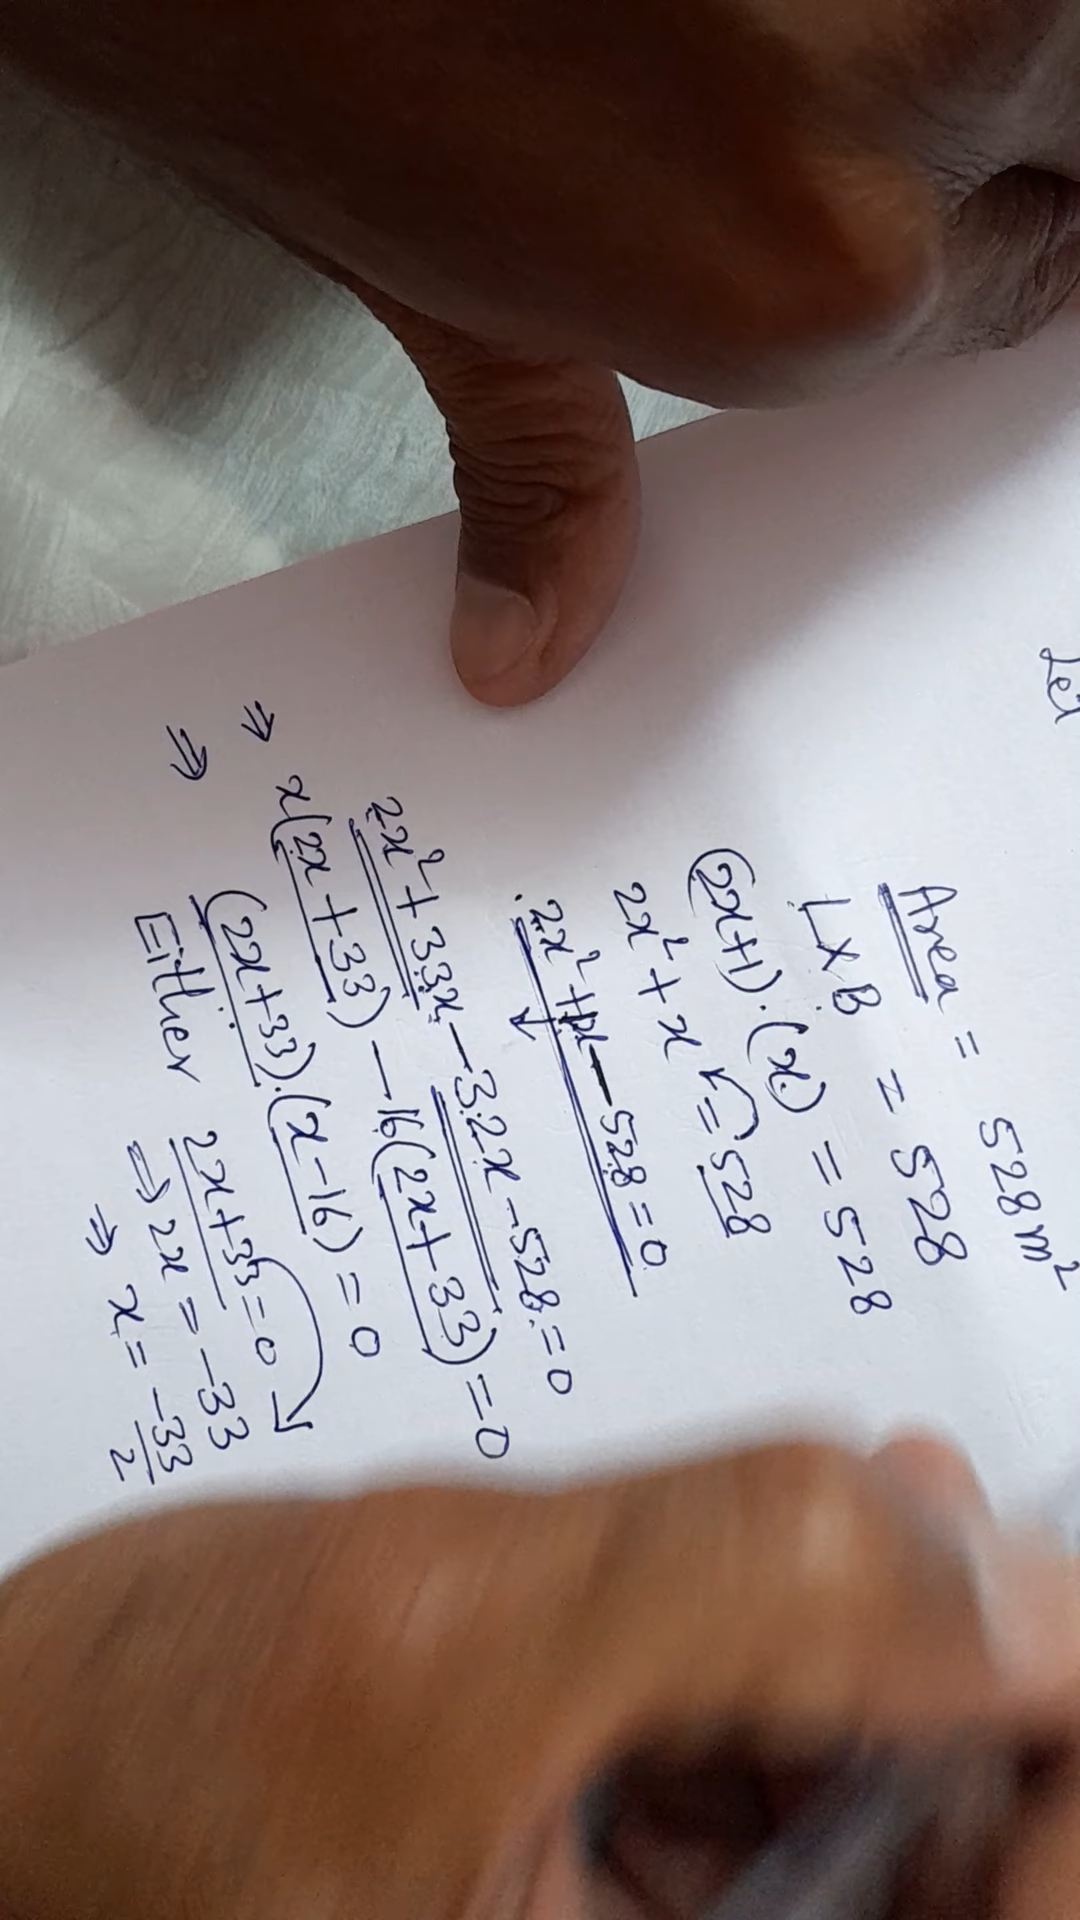 Let
Area = 528 m²
L×B = 528
(2x+1).(x) = 528
2x² + x = 528
2x² + 1x - 528 = 0
2x² + 33x - 32x - 528 = 0
⇒ x(2x+33) - 16(2x+33) = 0
⇒ (2x+33).(x-16) = 0
Either 2x+33 = 0
⇒ 2x = -33
⇒ x = -33/2